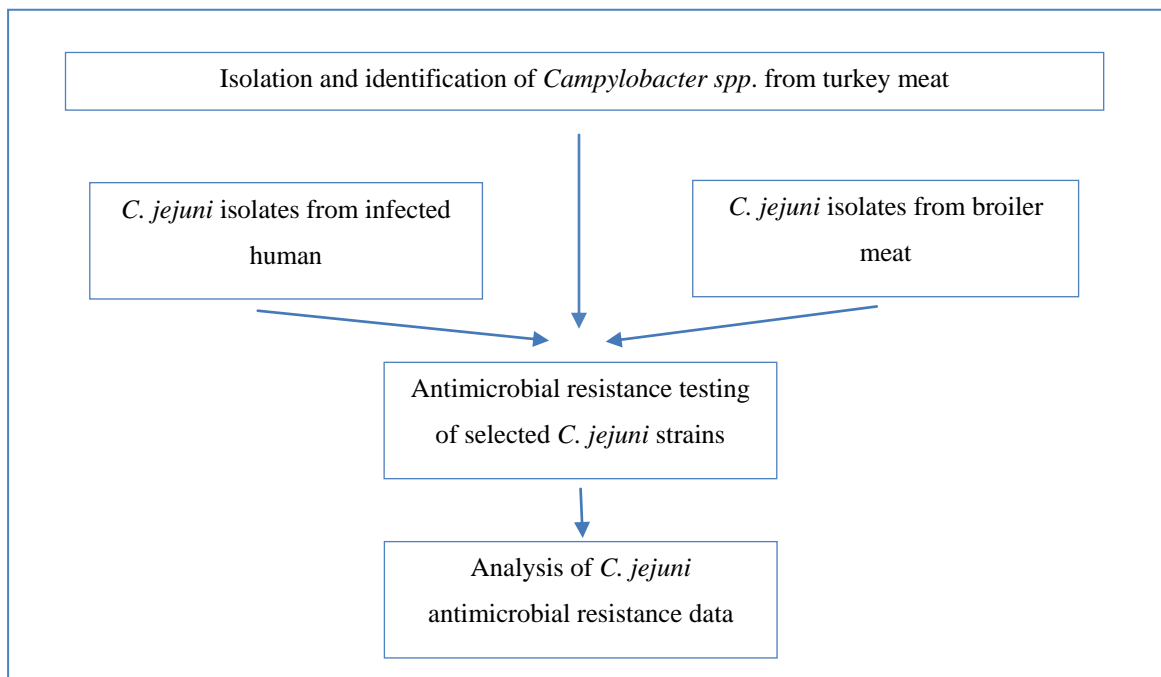 Isolation and identification of Campylobacter spp. from turkey meat
C. jejuni isolates from infected
human
C. jejuni isolates from broiler
meat
Antimicrobial resistance testing
of selected C. jejuni strains
Analysis of C. jejuni
antimicrobial resistance data